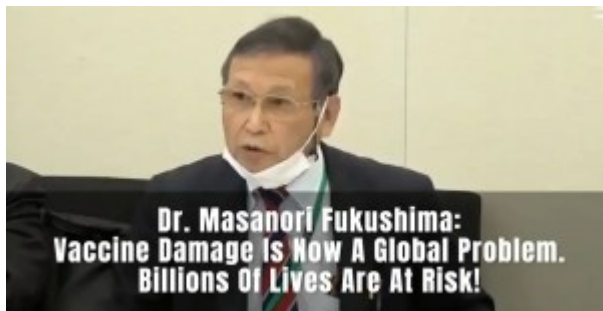 Dr. Masanori Fukushima:
Vaccine Damage Is Now A Global Problem.
Billions Of Lives Are At Risk!